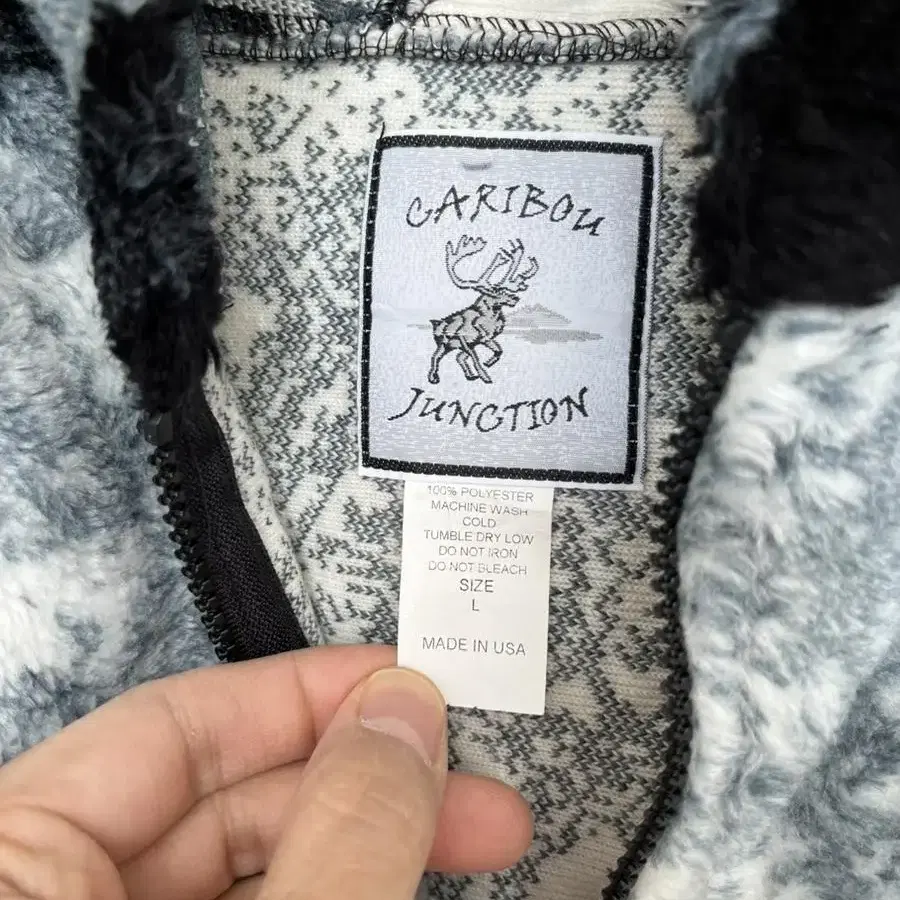 CARIBOU
JUNCTION
100% POLYESTER
MACHINE WASH
COLD
TUMBLE DRY LOW
DO NOT IRON
DO NOT BLEACH
SIZE
L
MADE IN USA